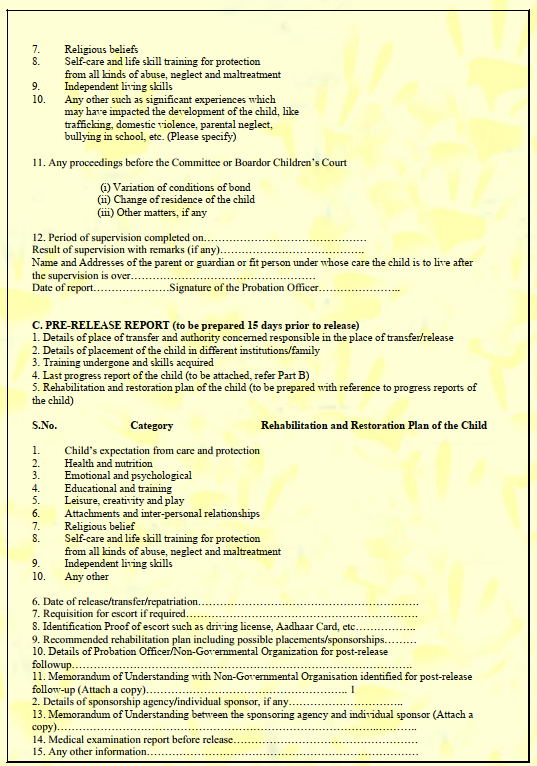 7. Religious beliefs
8. Self-care and life skill training for protection
from all kinds of abuse, neglect and maltreatment
9. Independent living skills
10. Any other such as significant experiences which
may have impacted the development of the child, like
trafficking, domestic violence, parental neglect,
bullying in school, etc. (Please specify)
11. Any proceedings before the Committee or Boardor Children's Court
(i) Variation of conditions of bond
(ii) Change of residence of the child
(iii) Other matters, if any
12. Period of supervision completed on………………………………………
Result of supervision with remarks (if any)………………………………….
Name and Addresses of the parent or guardian or fit person under whose care the child is to live after
the supervision is over……………………………………………
Date of report…………………Signature of the Probation Officer…………………..
C. PRE-RELEASE REPORT (to be prepared 15 days prior to release)
1. Details of place of transfer and authority concerned responsible in the place of transfer/release
2. Details of placement of the child in different institutions/family
3. Training undergone and skills acquired
4. Last progress report of the child (to be attached, refer Part B)
5. Rehabilitation and restoration plan of the child (to be prepared with reference to progress reports of
the child)
S.No. Category Rehabilitation and Restoration Plan of the Child
1. Child's expectation from care and protection
2. Health and nutrition
3. Emotional and psychological
4. Educational and training
5. Leisure, creativity and play
6. Attachments and inter-personal relationships
7. Religious belief
8. Self-care and life skill training for protection
from all kinds of abuse, neglect and maltreatment
9. Independent living skills
10. Any other
6. Date of release/transfer/repatriation…………………………………………………….
7. Requisition for escort if required……………………………………………………….
8. Identification Proof of escort such as driving license, Aadhaar Card, etc…………….
9. Recommended rehabilitation plan including possible placements/sponsorships………
10. Details of Probation Officer/Non-Governmental Organization for post-release
followup…………………………………………………………………………………..
11. Memorandum of Understanding with Non-Governmental Organisation identified for post-release
follow-up (Attach a copy)……………………………………………….. 1
2. Details of sponsorship agency/individual sponsor, if any………………………….
13. Memorandum of Understanding between the sponsoring agency and individual sponsor (Attach a
copy)……………………………………………………………………………………..
14. Medical examination report before release……………………………………………
15. Any other information…………………………………………………………………